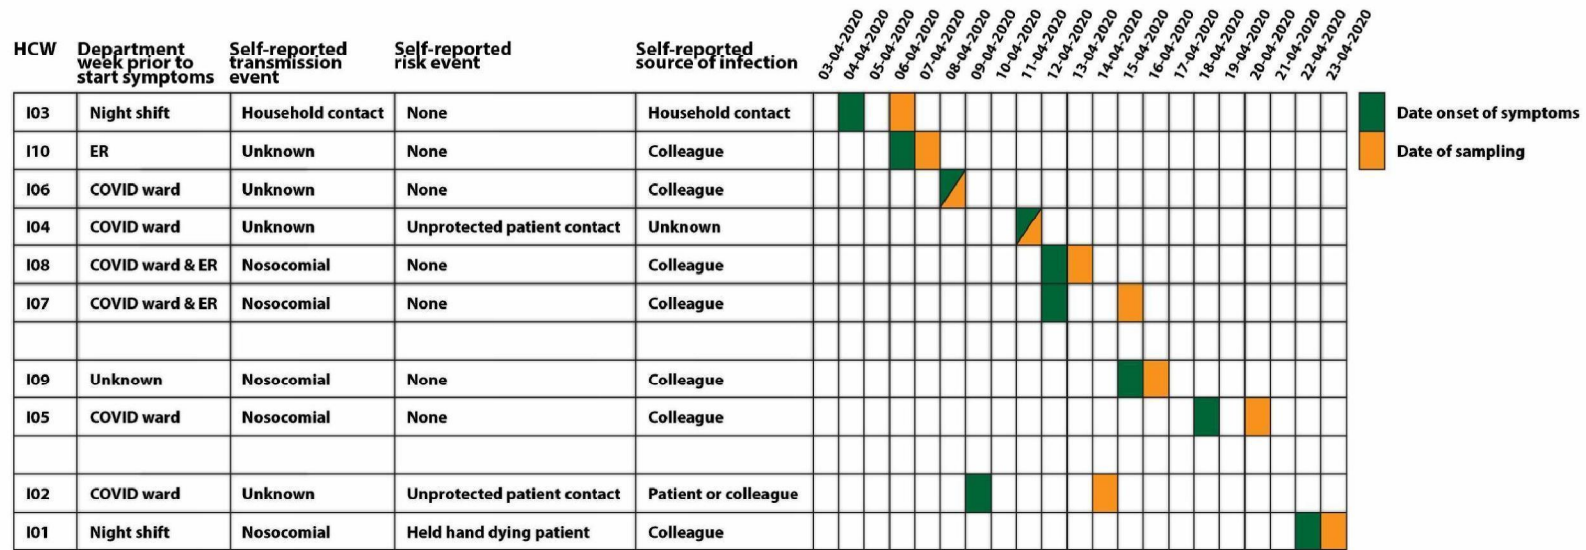 HCW Department week prior to start symptoms Self-reported transmission event Self-reported risk event Self-reported source of infection 03-04-2020 04-04-2020 05-04-2020 06-04-2020 07-04-2020 08-04-2020 09-04-2020 10-04-2020 11-04-2020 12-04-2020 13-04-2020 14-04-2020 15-04-2020 16-04-2020 17-04-2020 18-04-2020 19-04-2020 20-04-2020 21-04-2020 22-04-2020 23-04-2020
I03 Night shift Household contact None Household contact
Date onset of symptoms
I10 ER Unknown None Colleague
Date of sampling
I06 COVID ward Unknown None Colleague
I04 COVID ward Unknown Unprotected patient contact Unknown
I08 COVID ward & ER Nosocomial None Colleague
I07 COVID ward & ER Nosocomial None Colleague
I09 Unknown Nosocomial None Colleague
I05 COVID ward Nosocomial None Colleague
I02 COVID ward Unknown Unprotected patient contact Patient or colleague
I01 Night shift Nosocomial Held hand dying patient Colleague